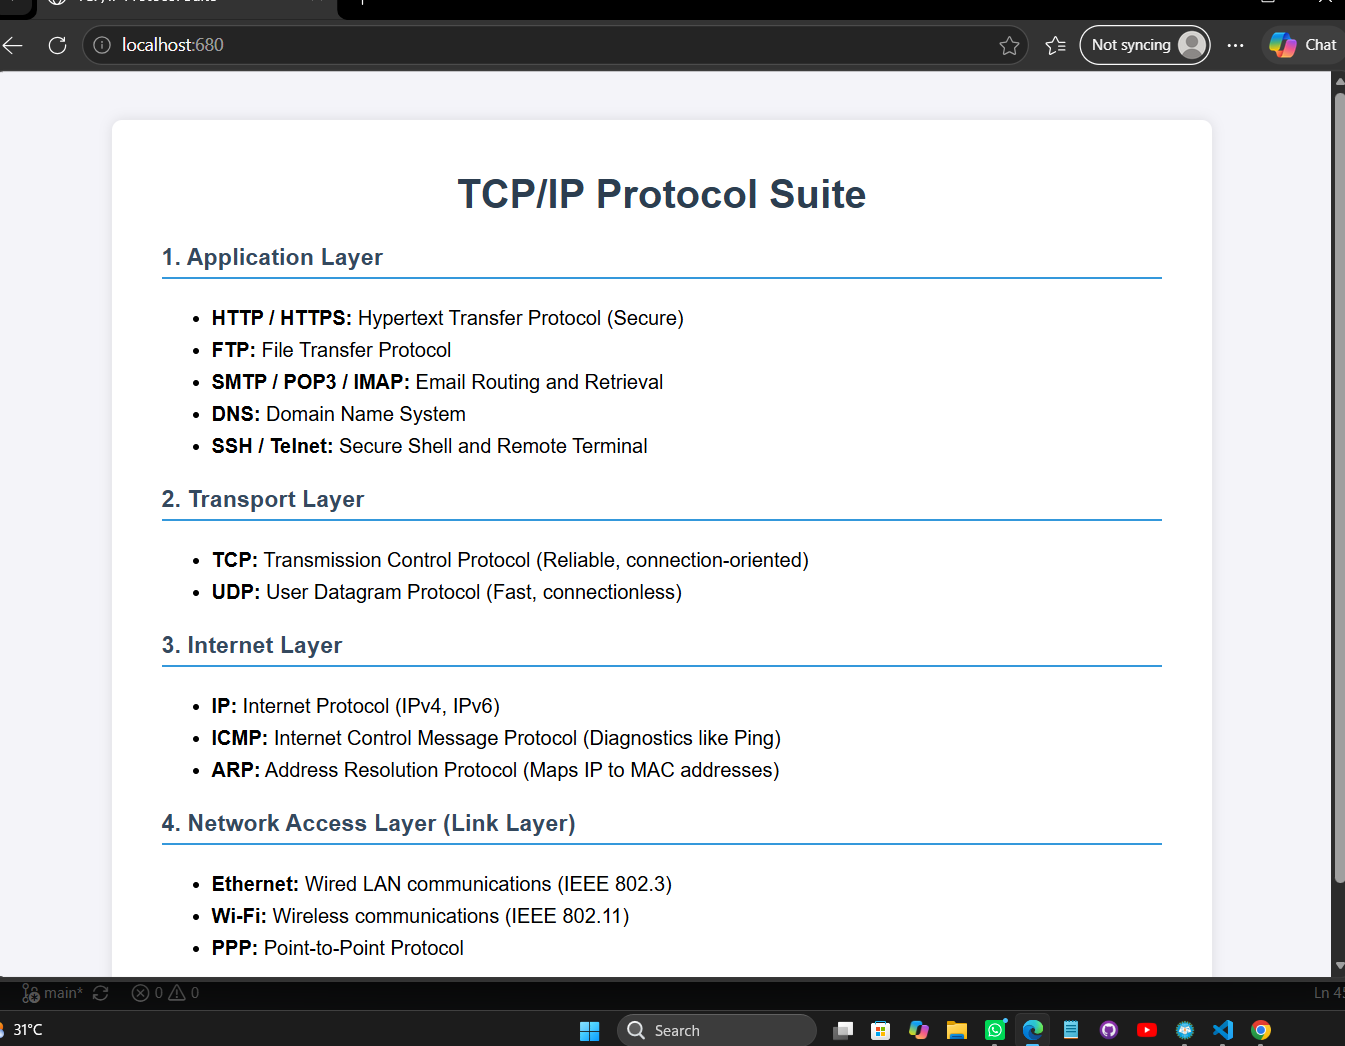 localhost:680
Not syncing
Chat
TCP/IP Protocol Suite
1. Application Layer
HTTP / HTTPS: Hypertext Transfer Protocol (Secure)
FTP: File Transfer Protocol
SMTP / POP3 / IMAP: Email Routing and Retrieval
DNS: Domain Name System
SSH / Telnet: Secure Shell and Remote Terminal
2. Transport Layer
TCP: Transmission Control Protocol (Reliable, connection-oriented)
UDP: User Datagram Protocol (Fast, connectionless)
3. Internet Layer
IP: Internet Protocol (IPv4, IPv6)
ICMP: Internet Control Message Protocol (Diagnostics like Ping)
ARP: Address Resolution Protocol (Maps IP to MAC addresses)
4. Network Access Layer (Link Layer)
Ethernet: Wired LAN communications (IEEE 802.3)
Wi-Fi: Wireless communications (IEEE 802.11)
PPP: Point-to-Point Protocol
main* 0 0 Ln
31°C Search